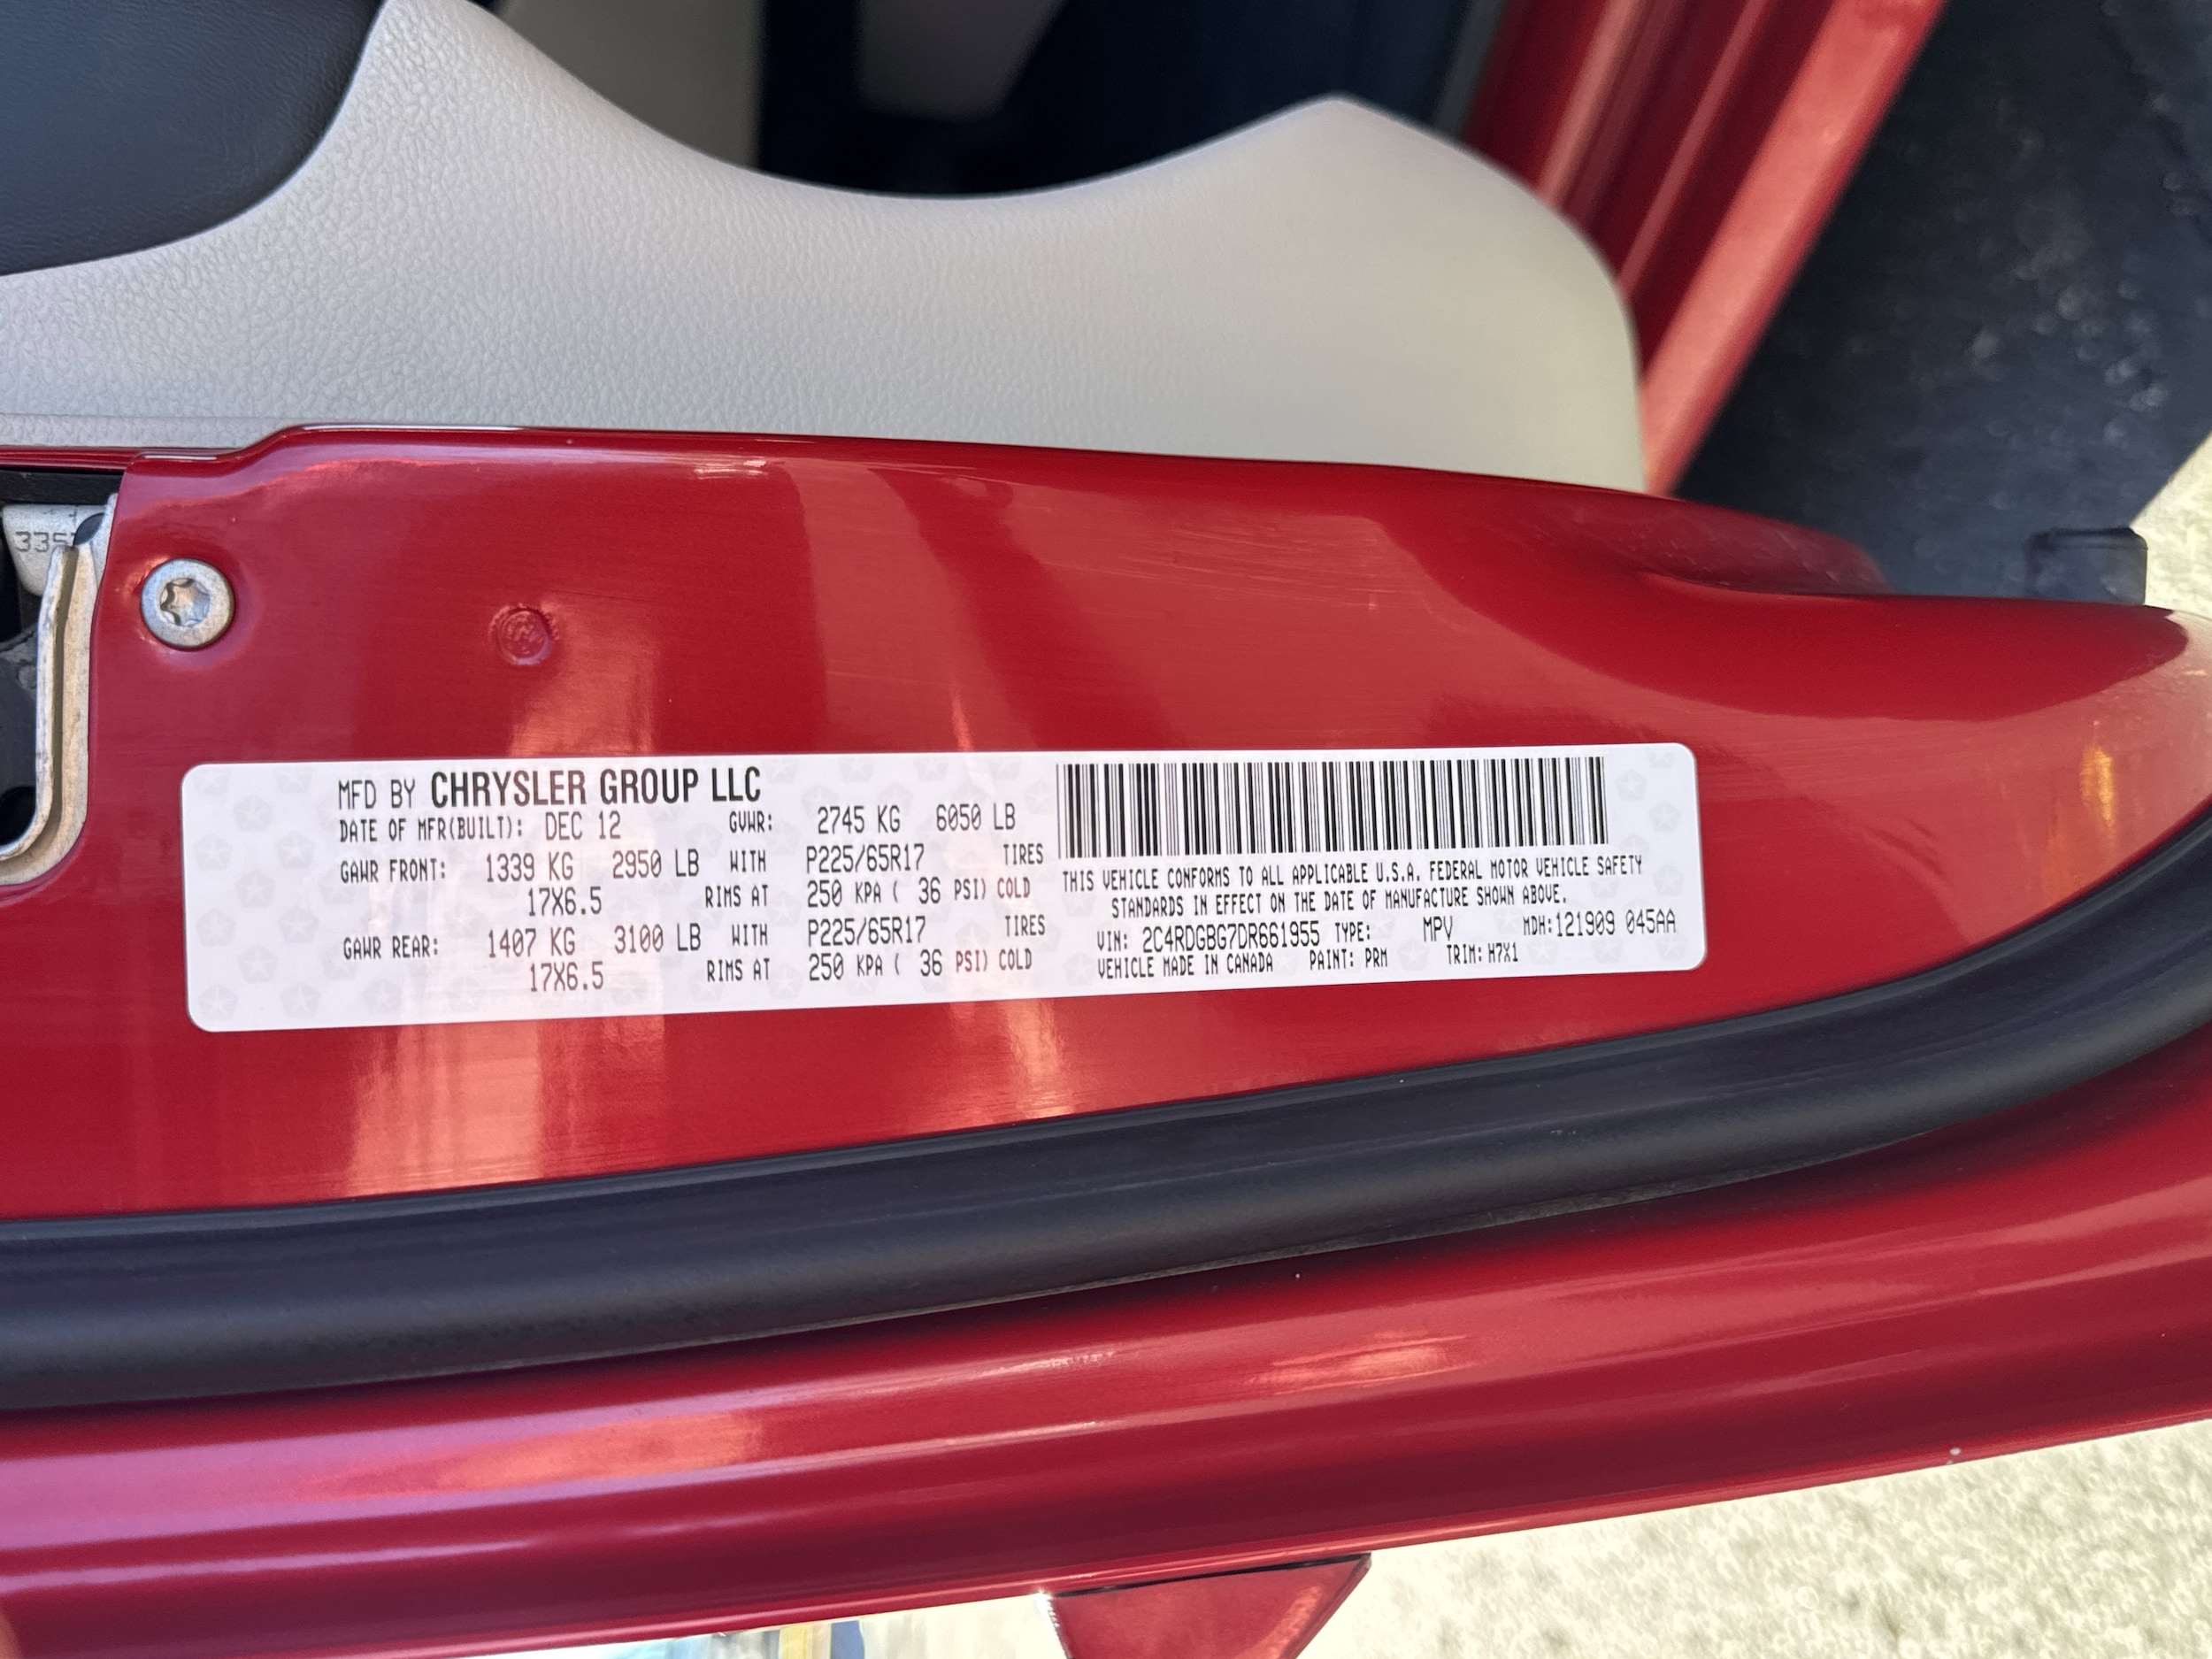 335
MFD BY CHRYSLER GROUP LLC
DATE OF MFR(BUILT): DEC 12 GVWR: 2745 KG 6050 LB
GAWR FRONT: 1339 KG 2950 LB WITH P225/65R17 TIRES
17X6.5 RIMS AT 250 KPA ( 36 PSI) COLD
GAWR REAR: 1407 KG 3100 LB WITH P225/65R17 TIRES
17X6.5 RIMS AT 250 KPA ( 36 PSI) COLD
THIS VEHICLE CONFORMS TO ALL APPLICABLE U.S.A. FEDERAL MOTOR VEHICLE SAFETY
STANDARDS IN EFFECT ON THE DATE OF MANUFACTURE SHOWN ABOVE.
VIN: 2C4RDGBG7DR661955 TYPE: MPV MDH:121909 045AA
VEHICLE MADE IN CANADA PAINT: PRM TRIM: H7X1